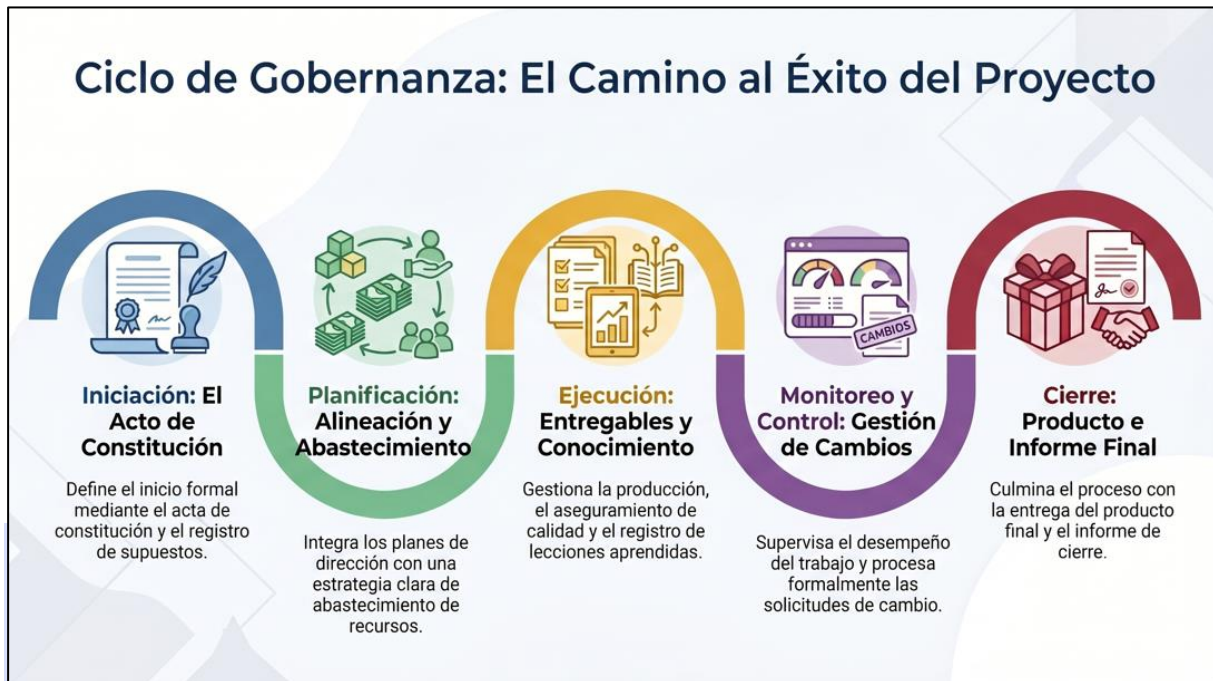 Ciclo de Gobernanza: El Camino al Éxito del Proyecto
Iniciación: El
Acto de
Constitución
Define el inicio formal
mediante el acta de
constitución y el registro
de supuestos.
Planificación:
Alineación y
Abastecimiento
Integra los planes de
dirección con una
estrategia clara de
abastecimiento de
recursos.
Ejecución:
Entregables y
Conocimiento
Gestiona la producción,
el aseguramiento de
calidad y el registro de
lecciones aprendidas.
CAMBIOS
Monitoreo y
Control: Gestión
de Cambios
Supervisa el desempeño
del trabajo y procesa
formalmente las
solicitudes de cambio.
Cierre:
Producto e
Informe Final
Culmina el proceso con
la entrega del producto
final y el informe de
cierre.